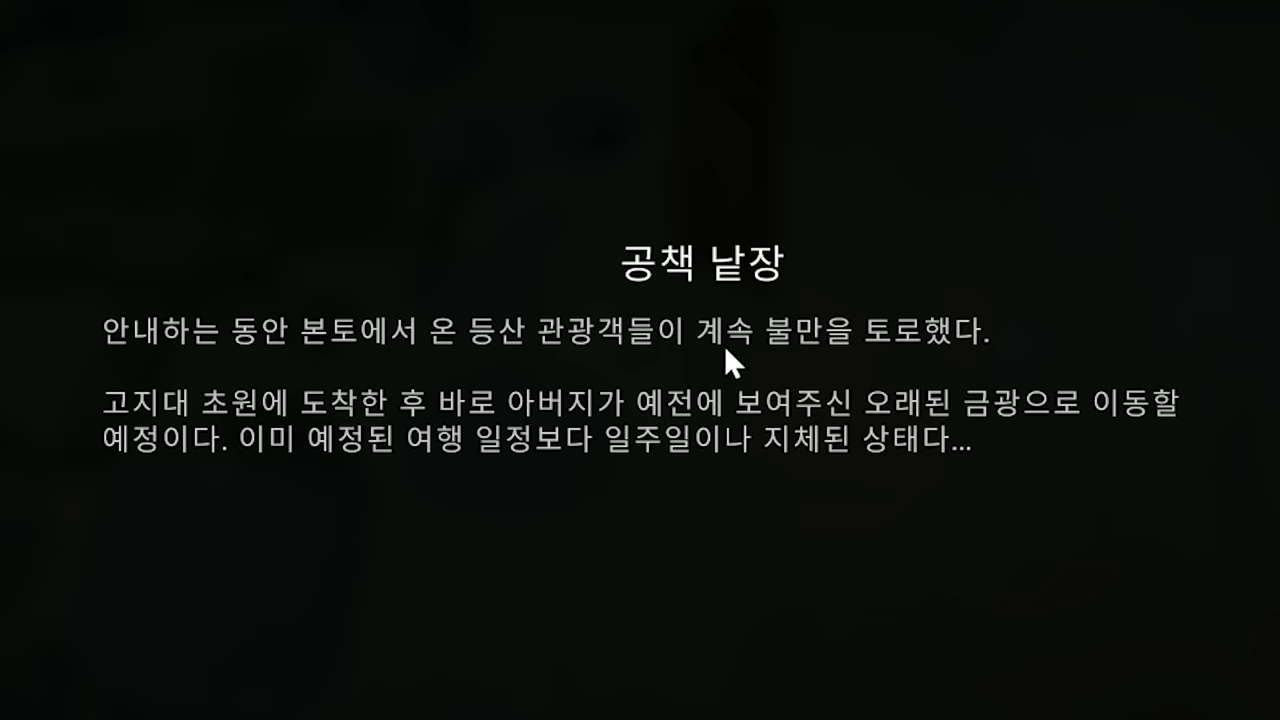 공책 낱장
안내하는 동안 본토에서 온 등산 관광객들이 계속 불만을 토로했다.
고지대 초원에 도착한 후 바로 아버지가 예전에 보여주신 오래된 금광으로 이동할
예정이다. 이미 예정된 여행 일정보다 일주일이나 지체된 상태다...